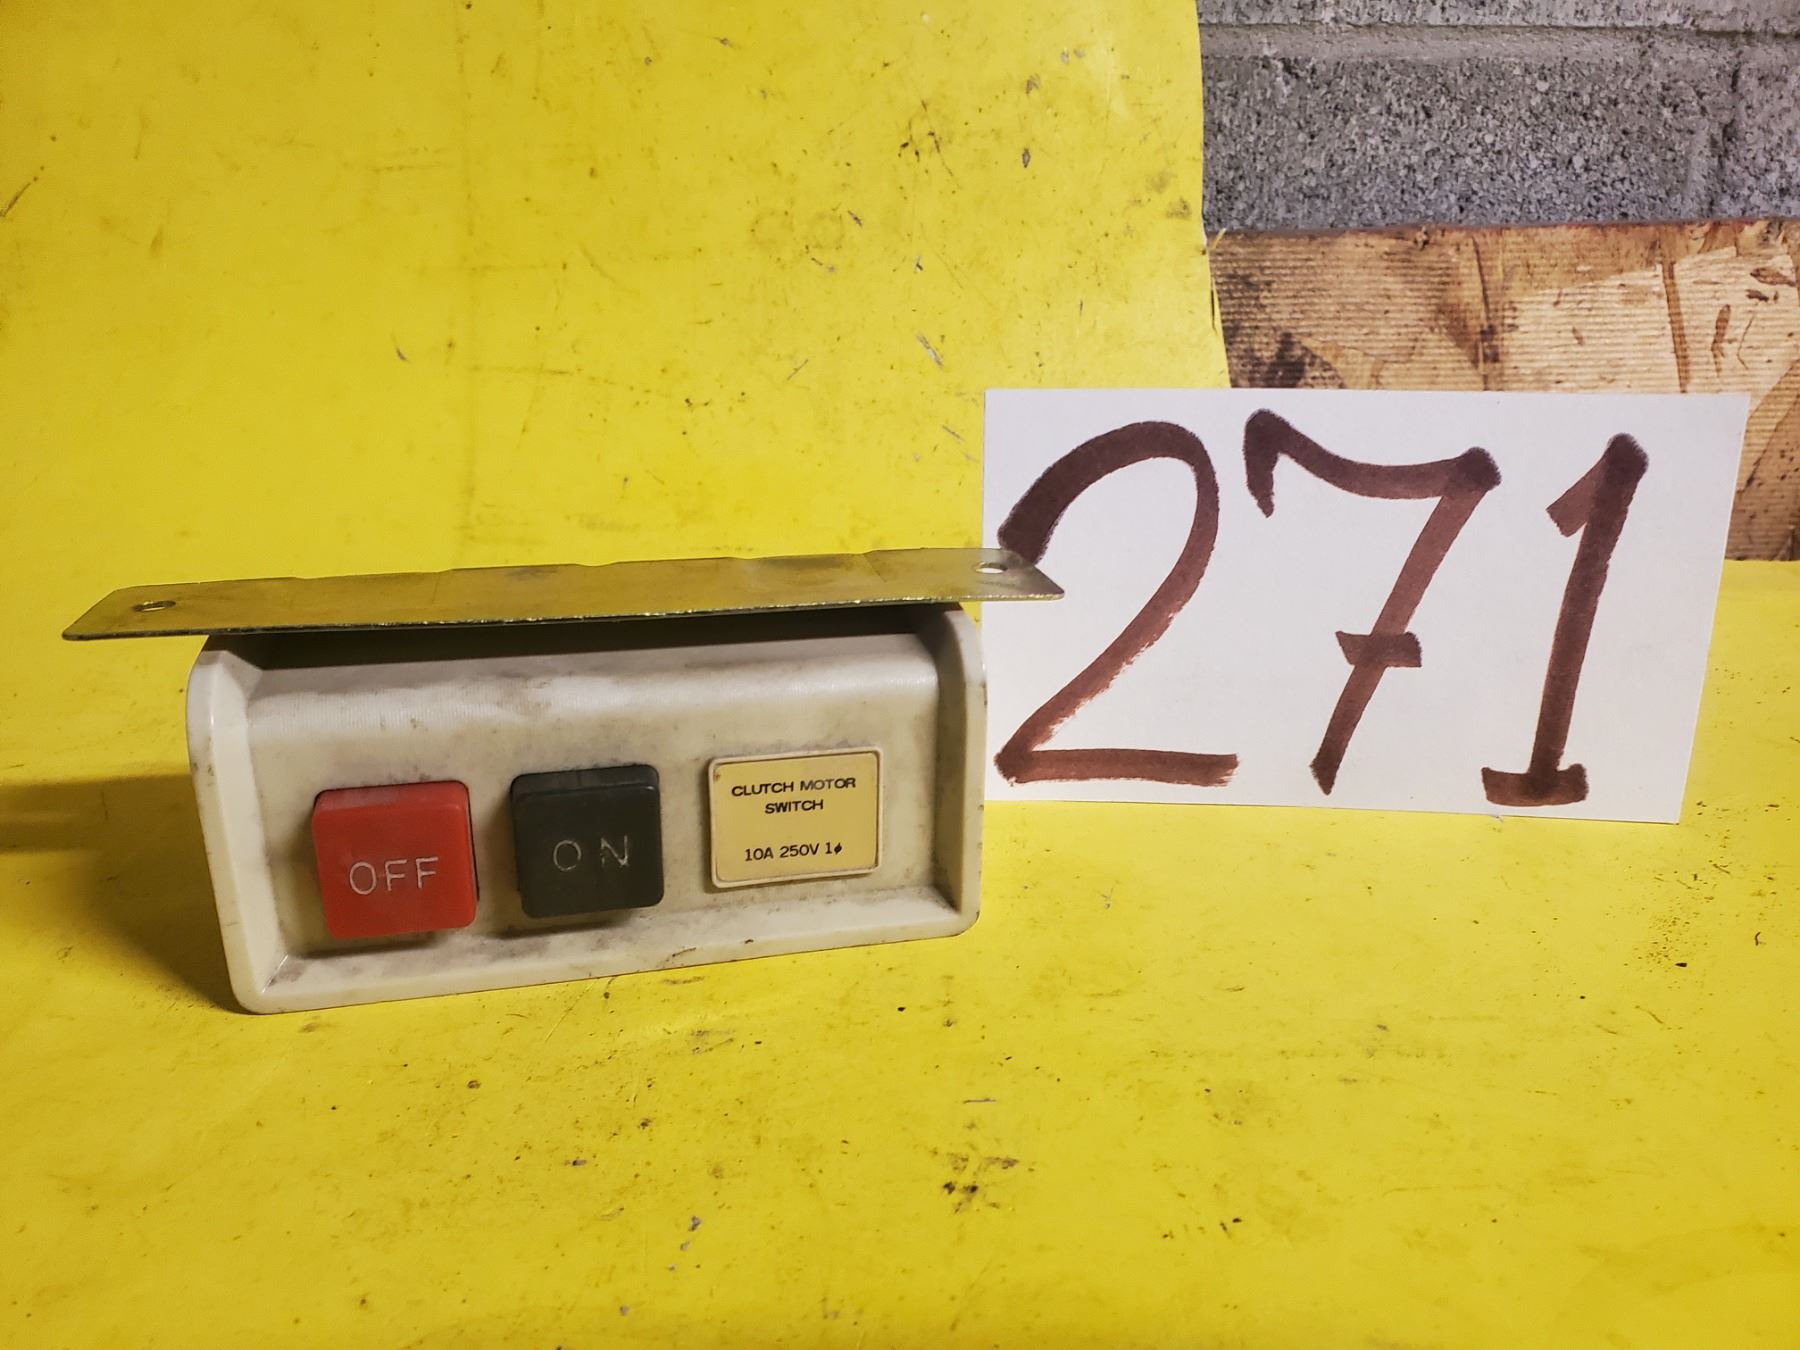 271
OFF
ON
CLUTCH MOTOR
SWITCH
10A 250V 1ϕ